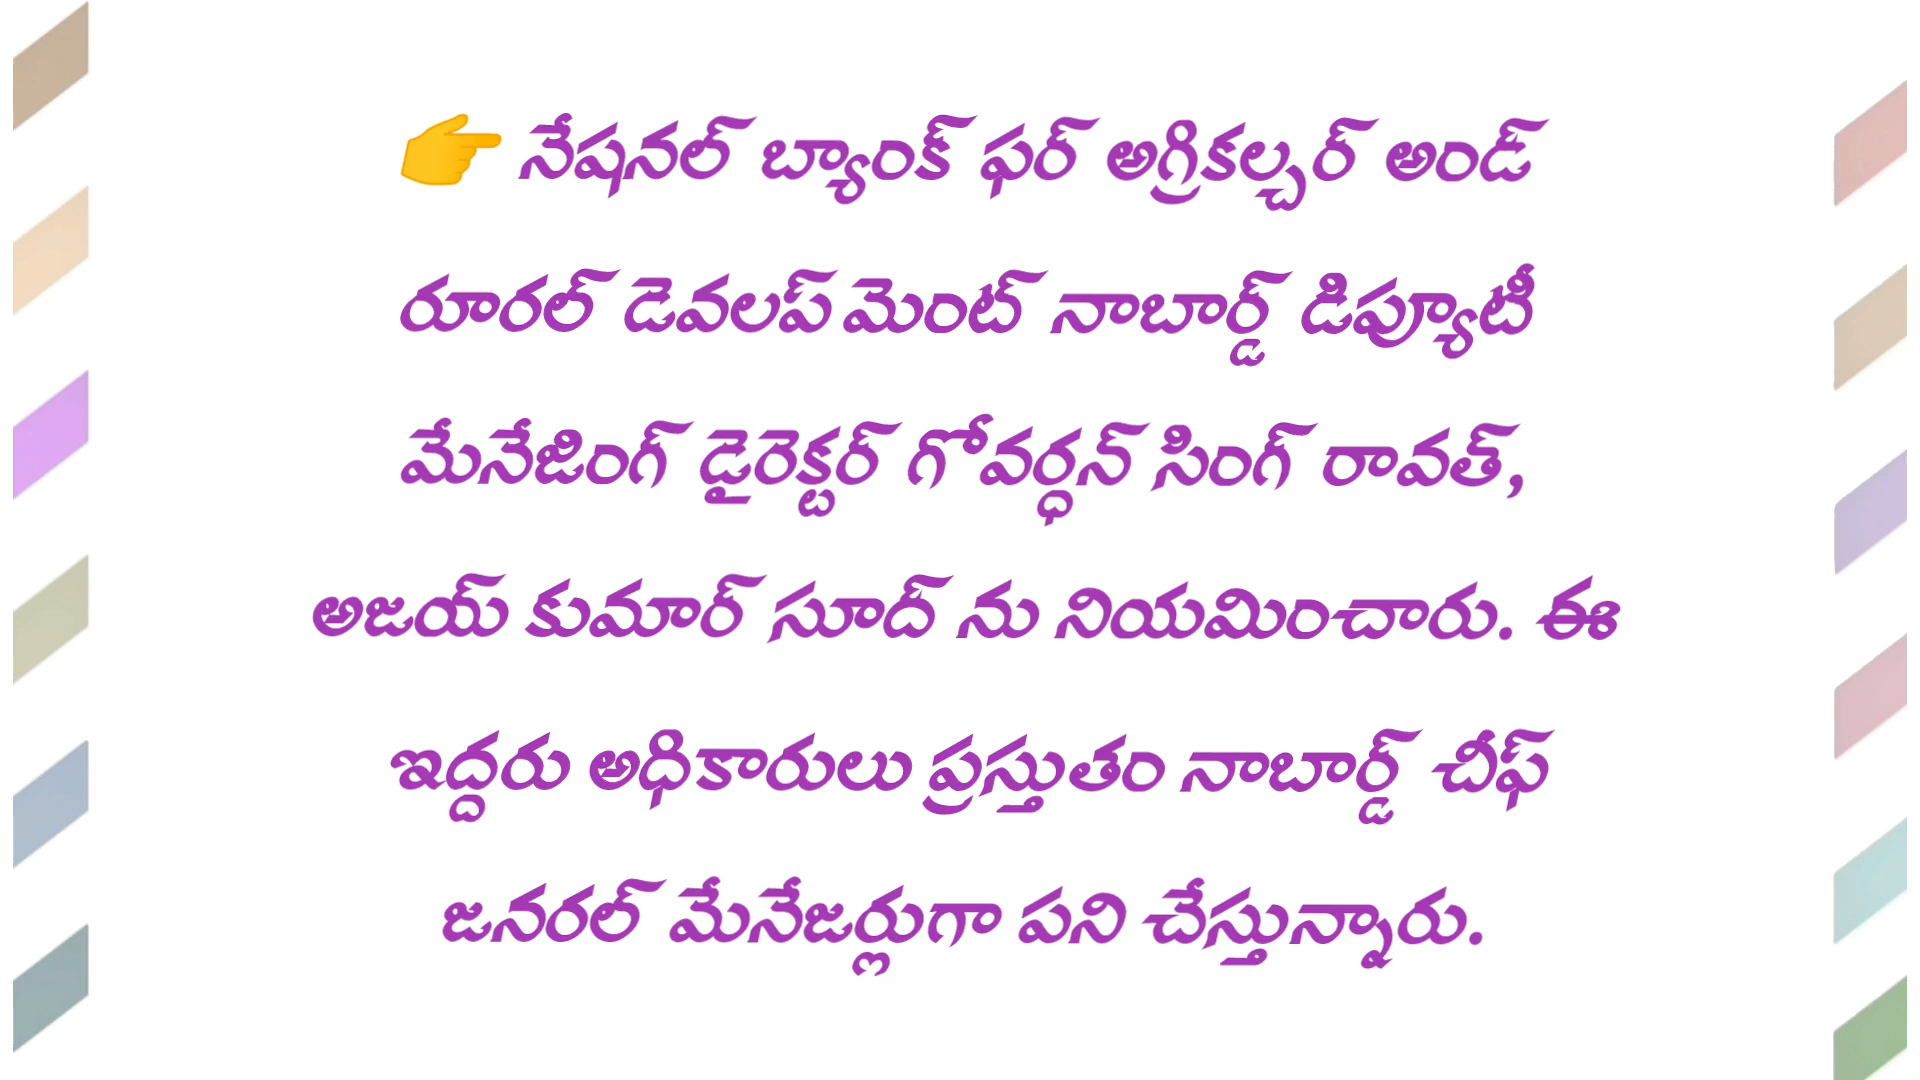 👉 నేషనల్ బ్యాంక్ ఫర్ అగ్రికల్చర్ అండ్
రూరల్ డెవలప్ మెంట్ నాబార్డ్ డిప్యూటీ
మేనేజింగ్ డైరెక్టర్ గోవర్ధన్ సింగ్ రావత్,
అజయ్ కుమార్ సూద్ ను నియమించారు. ఈ
ఇద్దరు అధికారులు ప్రస్తుతం నాబార్డ్ చీఫ్
జనరల్ మేనేజర్లుగా పని చేస్తున్నారు.